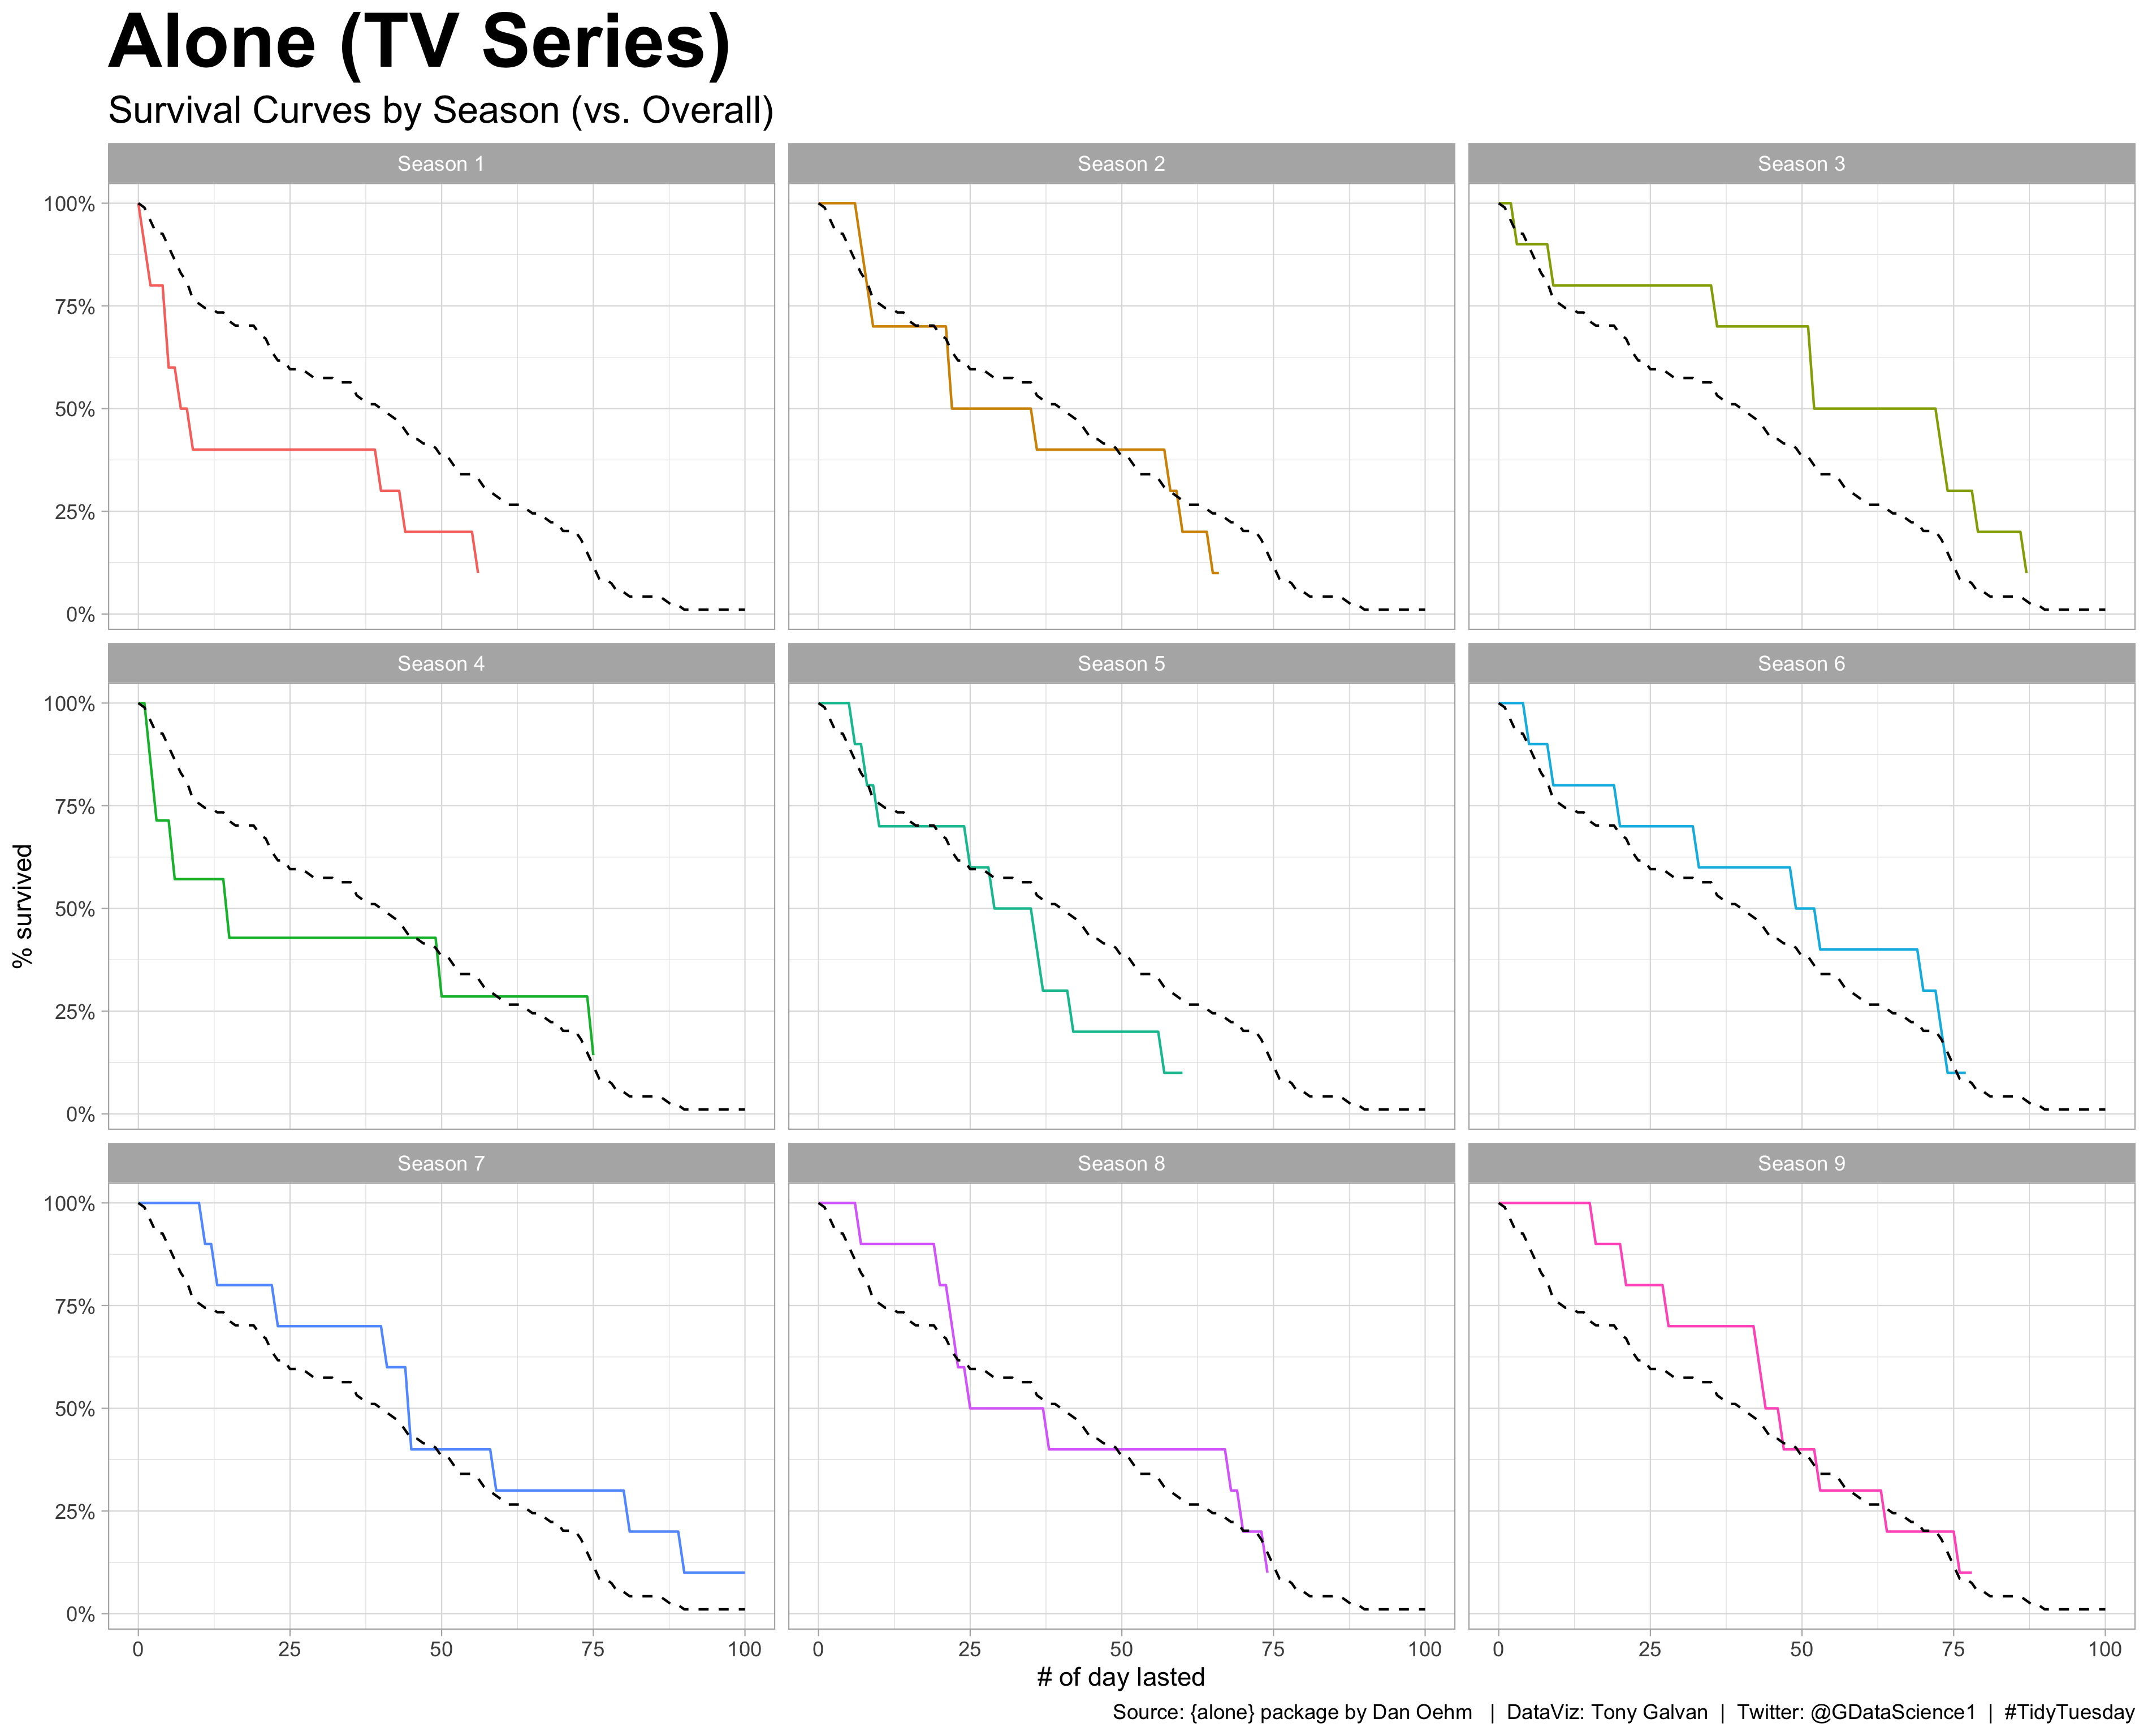 Alone (TV Series)
Survival Curves by Season (vs. Overall)
Season 1
Season 2
Season 3
100%
75%
50%
25%
0%
Season 4
Season 5
Season 6
100%
75%
50%
25%
0%
% survived
Season 7
Season 8
Season 9
100%
75%
50%
25%
0%
0 25 50 75 100
0 25 50 75 100
0 25 50 75 100
# of day lasted
Source: {alone} package by Dan Oehm | DataViz: Tony Galvan | Twitter: @GDataScience1 | #TidyTuesday